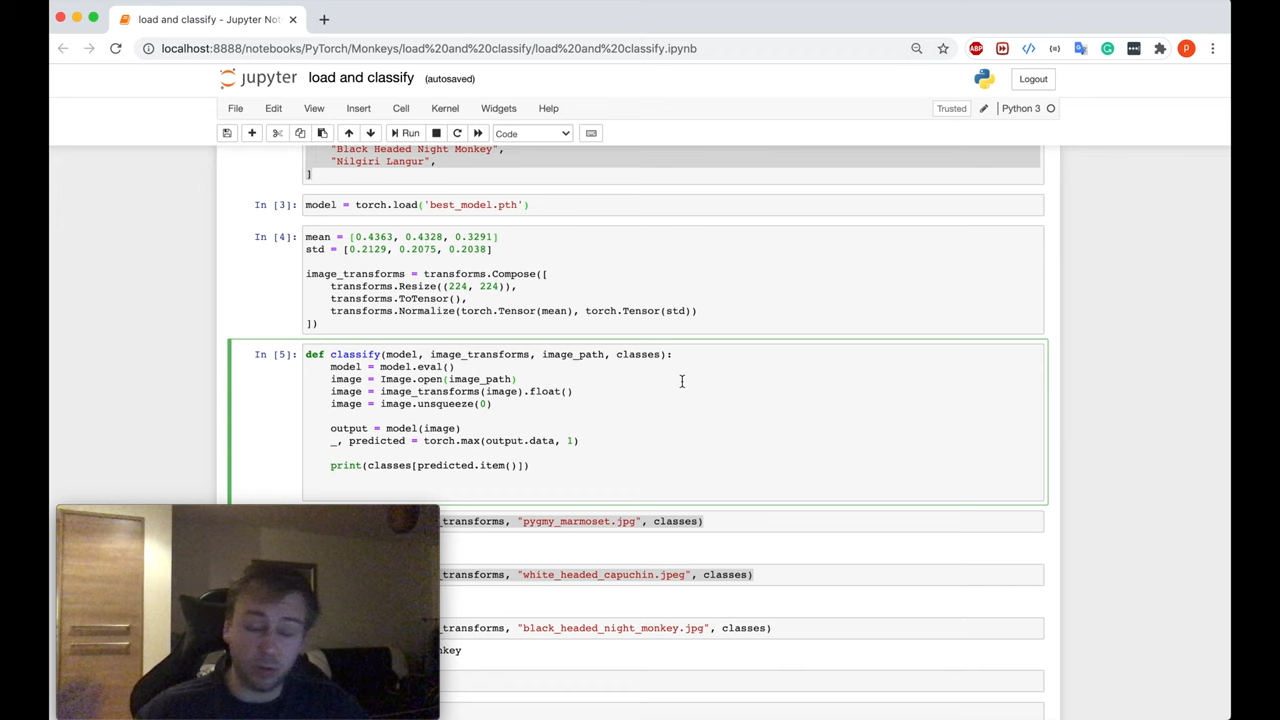 load and classify - Jupyter Not
localhost:8888/notebooks/PyTorch/Monkeys/load%20and%20classify/load%20and%20classify.ipynb
ABP
P
jupyter load and classify (autosaved)
Logout
File Edit View Insert Cell Kernel Widgets Help
Trusted Python 3
Run Code
"Black Headed Night Monkey",
"Nilgiri Langur",
]
In [3]: model = torch.load('best_model.pth')
In [4]: mean = [0.4363, 0.4328, 0.3291]
std = [0.2129, 0.2075, 0.2038]
image_transforms = transforms.Compose([
transforms.Resize((224, 224)),
transforms.ToTensor(),
transforms.Normalize(torch.Tensor(mean), torch.Tensor(std))
])
In [5]: def classify(model, image_transforms, image_path, classes):
model = model.eval()
image = Image.open(image_path)
image = image_transforms(image).float()
image = image.unsqueeze(0)
output = model(image)
_, predicted = torch.max(output.data, 1)
print(classes[predicted.item()])
_transforms, "pygmy_marmoset.jpg", classes)
_transforms, "white_headed_capuchin.jpeg", classes)
_transforms, "black_headed_night_monkey.jpg", classes)
nkey